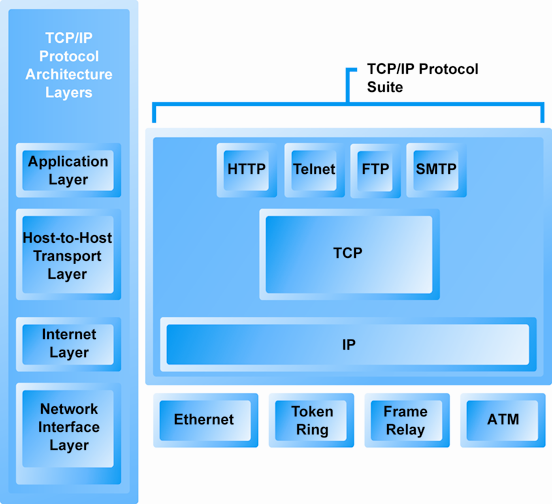 TCP/IP
Protocol
Architecture
Layers
TCP/IP Protocol
Suite
Application
Layer
HTTP
Telnet
FTP
SMTP
Host-to-Host
Transport
Layer
TCP
Internet
Layer
IP
Network
Interface
Layer
Ethernet
Token
Ring
Frame
Relay
ATM